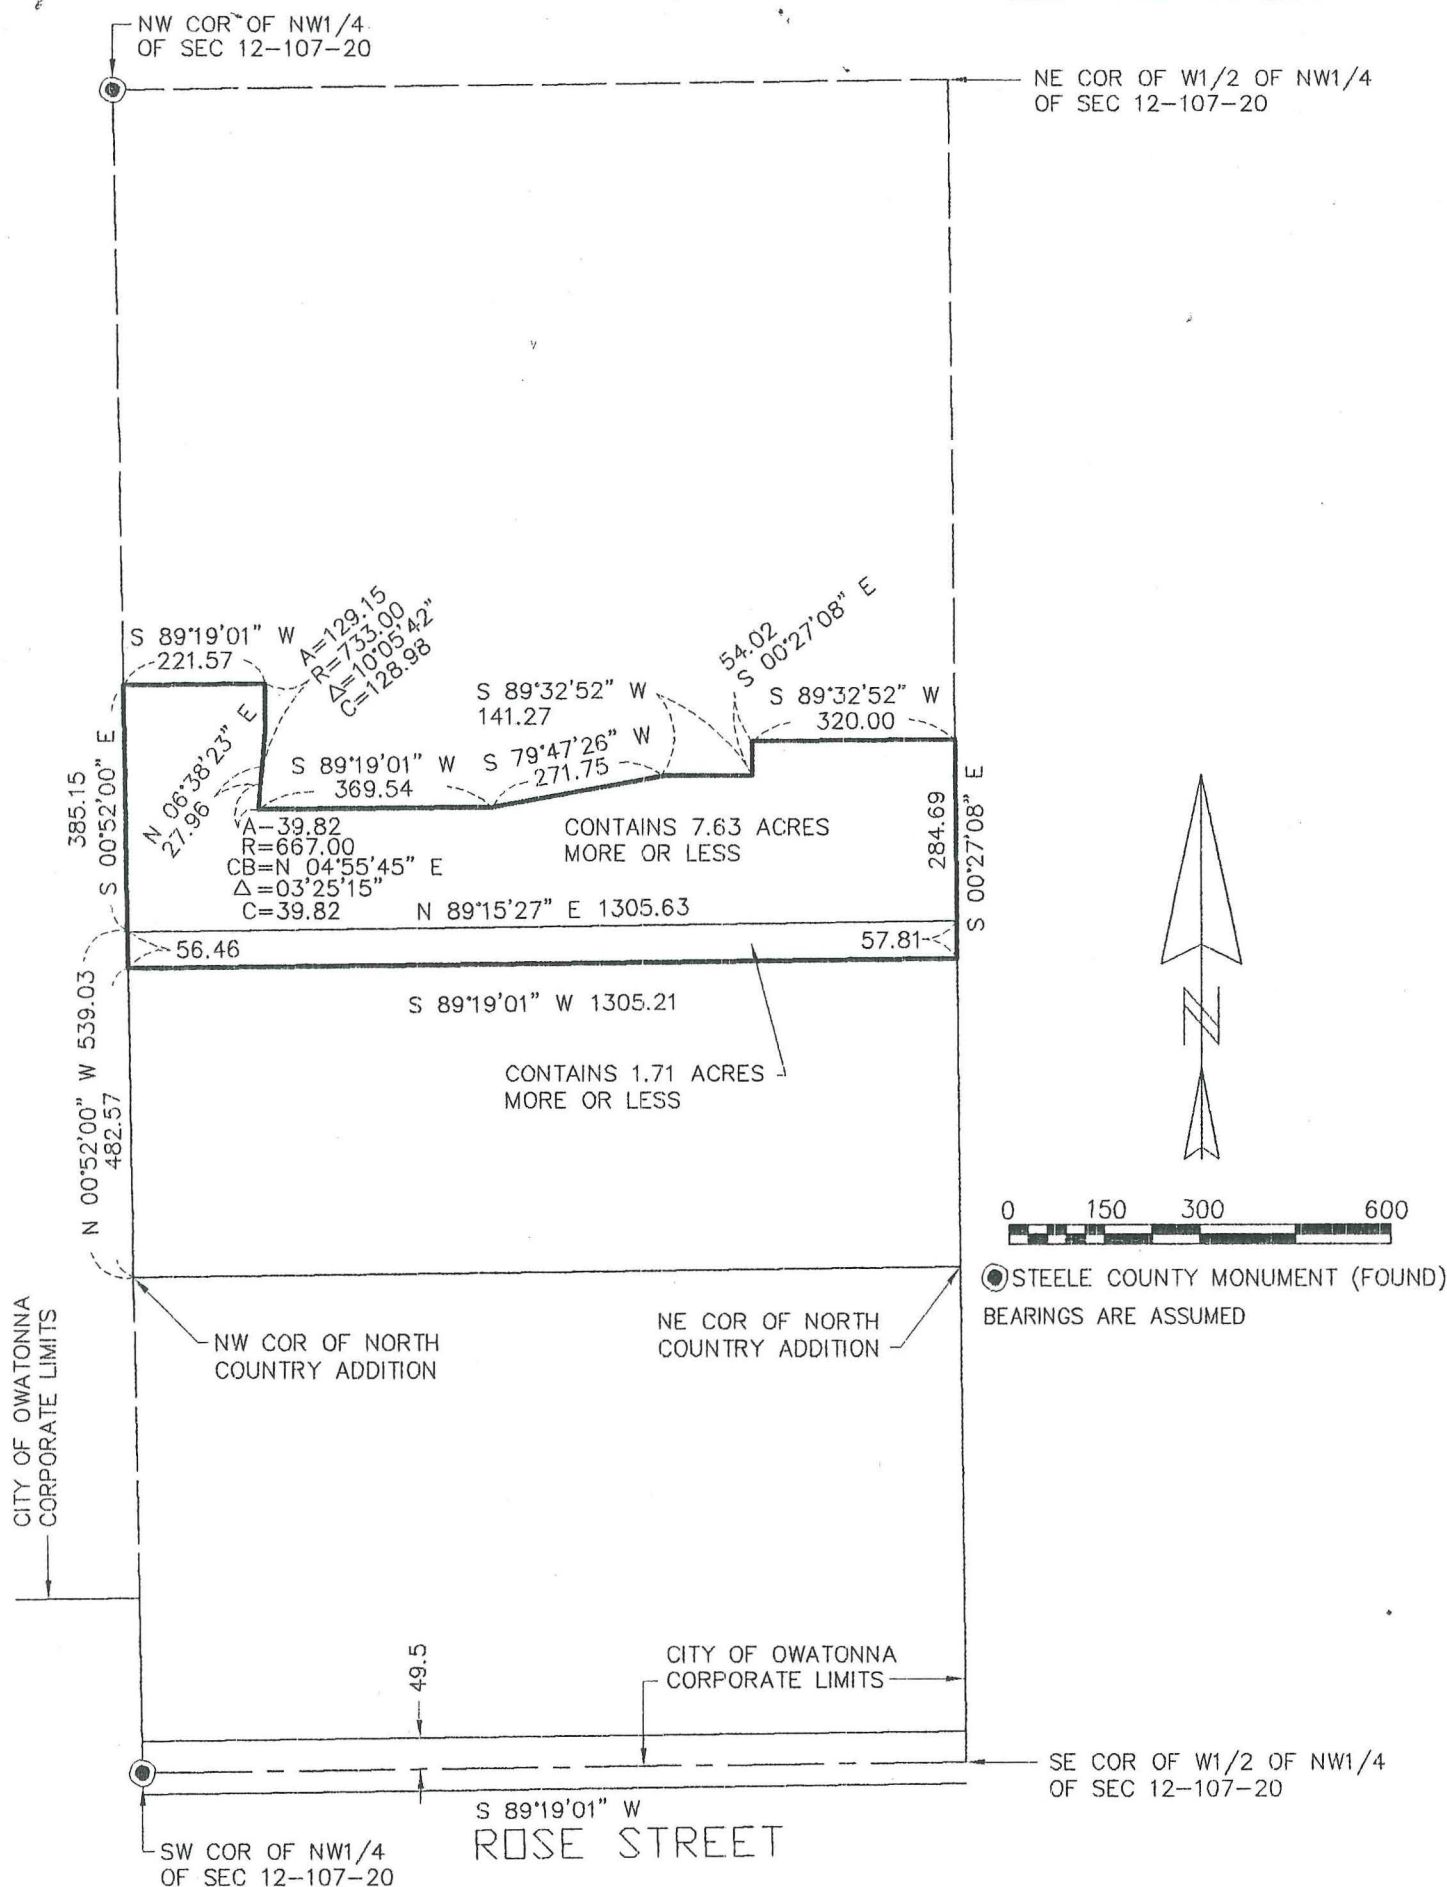 NW COR OF NW1/4
OF SEC 12-107-20
NE COR OF W1/2 OF NW1/4
OF SEC 12-107-20
S 89°19'01" W
221.57
A=129.15
R=733.00
Δ=10°05'42"
C=128.98
54.02
S 00°27'08" E
S 89°32'52" W
141.27
S 89°32'52" W
320.00
S 79°47'26" W
271.75
S 89°19'01" W
369.54
N 06°38'23" E
27.96
385.15
S 00°52'00" E
A-39.82
R=667.00
CB=N 04°55'45" E
Δ=03°25'15"
C=39.82
CONTAINS 7.63 ACRES
MORE OR LESS
284.69
S 00°27'08" E
N 89°15'27" E 1305.63
56.46
57.81
S 89°19'01" W 1305.21
N 00°52'00" W 539.03
482.57
CONTAINS 1.71 ACRES
MORE OR LESS
N
0 150 300 600
STEELE COUNTY MONUMENT (FOUND)
BEARINGS ARE ASSUMED
NW COR OF NORTH
COUNTRY ADDITION
NE COR OF NORTH
COUNTRY ADDITION
CITY OF OWATONNA
CORPORATE LIMITS
49.5
CITY OF OWATONNA
CORPORATE LIMITS
SE COR OF W1/2 OF NW1/4
OF SEC 12-107-20
S 89°19'01" W
ROSE STREET
SW COR OF NW1/4
OF SEC 12-107-20